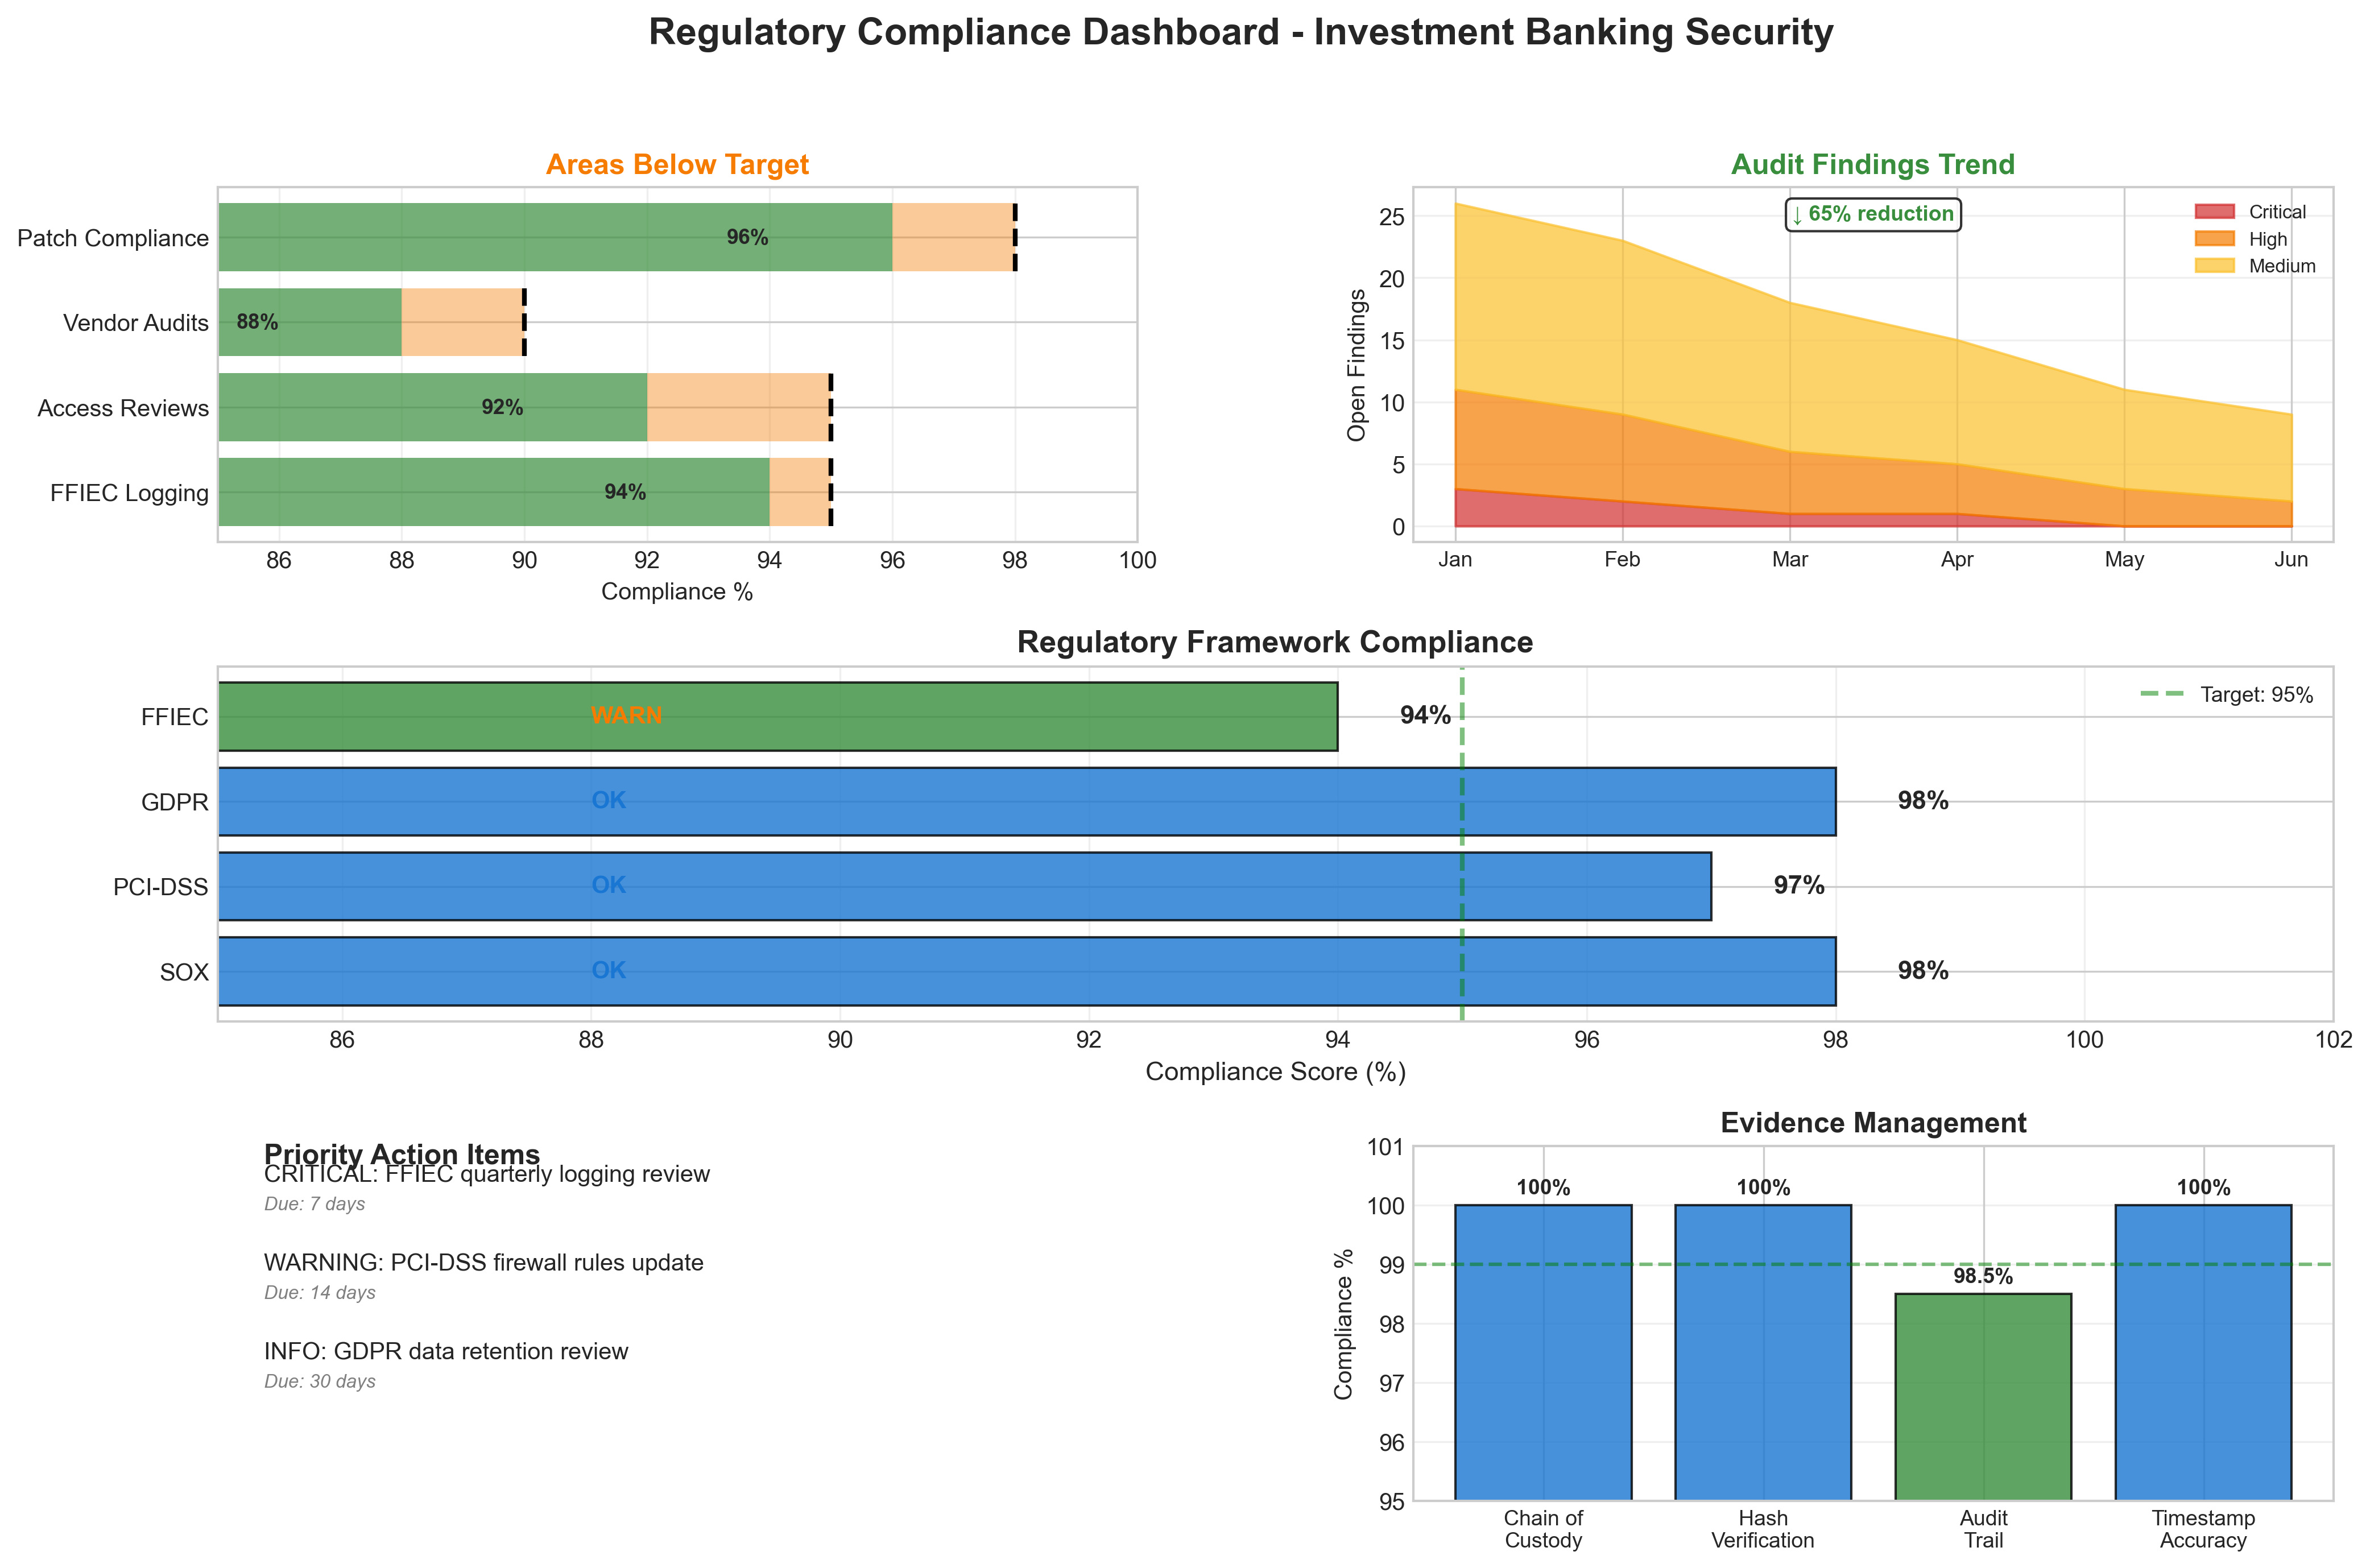 Regulatory Compliance Dashboard - Investment Banking Security
Areas Below Target
Patch Compliance
96%
Vendor Audits
88%
Access Reviews
92%
FFIEC Logging
94%
86 88 90 92 94 96 98 100
Compliance %
Audit Findings Trend
↓ 65% reduction
Critical
High
Medium
Open Findings
25
20
15
10
5
0
Jan Feb Mar Apr May Jun
Regulatory Framework Compliance
Target: 95%
FFIEC WARN 94%
GDPR OK 98%
PCI-DSS OK 97%
SOX OK 98%
86 88 90 92 94 96 98 100 102
Compliance Score (%)
Priority Action Items
CRITICAL: FFIEC quarterly logging review
Due: 7 days
WARNING: PCI-DSS firewall rules update
Due: 14 days
INFO: GDPR data retention review
Due: 30 days
Evidence Management
Compliance %
101
100
99
98
97
96
95
100% 100% 98.5% 100%
Chain of
Custody
Hash
Verification
Audit
Trail
Timestamp
Accuracy